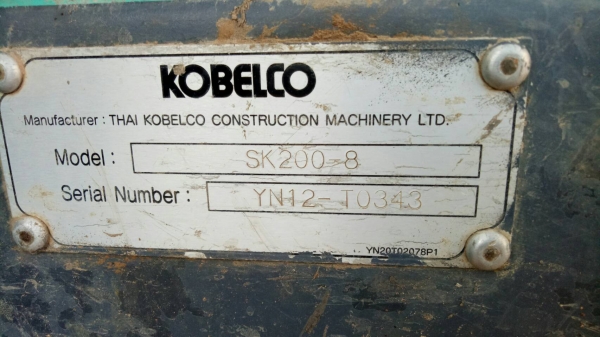 KOBELCO
Manufacturer : THAI KOBELCO CONSTRUCTION MACHINERY LTD.
Model : SK200-8
Serial Number : YN12-T0343
YN20T02078P1